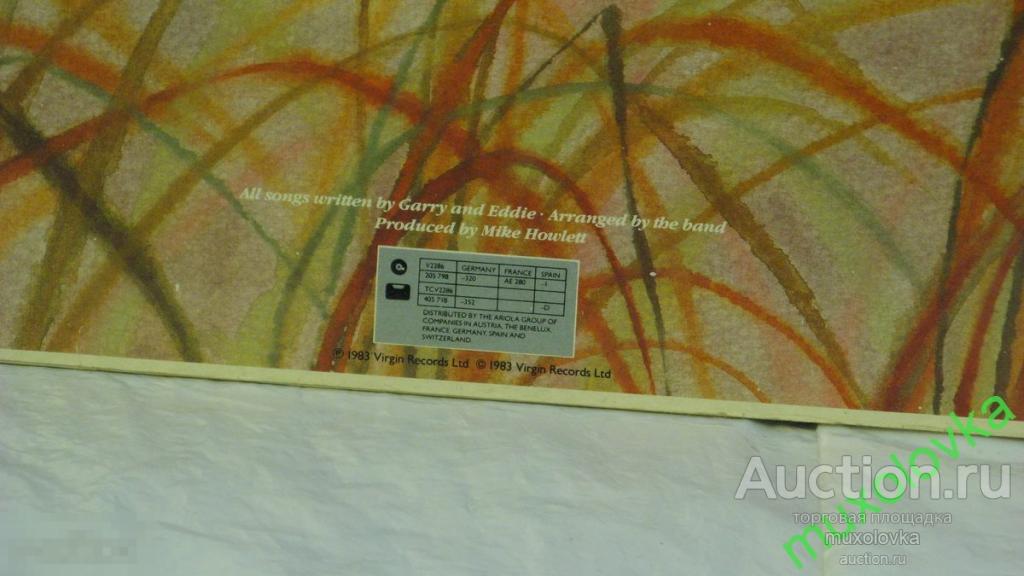 All songs written by Garry and Eddie · Arranged by the band
Produced by Mike Howlett
V2286 GERMANY FRANCE SPAIN
205 798 -320 AE 280 -I
TCV2286
405 798 -352 -D
DISTRIBUTED BY THE ARIOLA GROUP OF
COMPANIES IN AUSTRIA, THE BENELUX,
FRANCE, GERMANY, SPAIN AND
SWITZERLAND.
℗ 1983 Virgin Records Ltd © 1983 Virgin Records Ltd
muxolovka
Auction.ru
торговая площадка
muxolovka
auction.ru